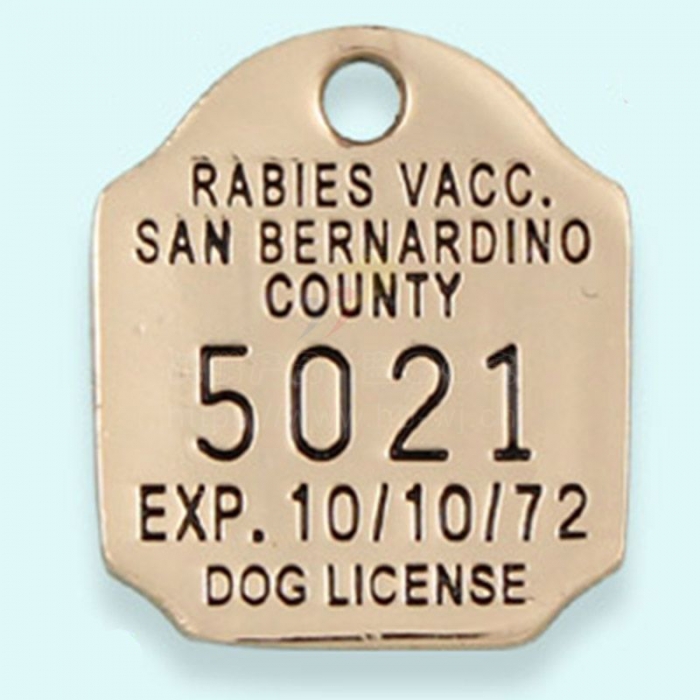 RABIES VACC.
SAN BERNARDINO
COUNTY
5021
EXP. 10/10/72
DOG LICENSE